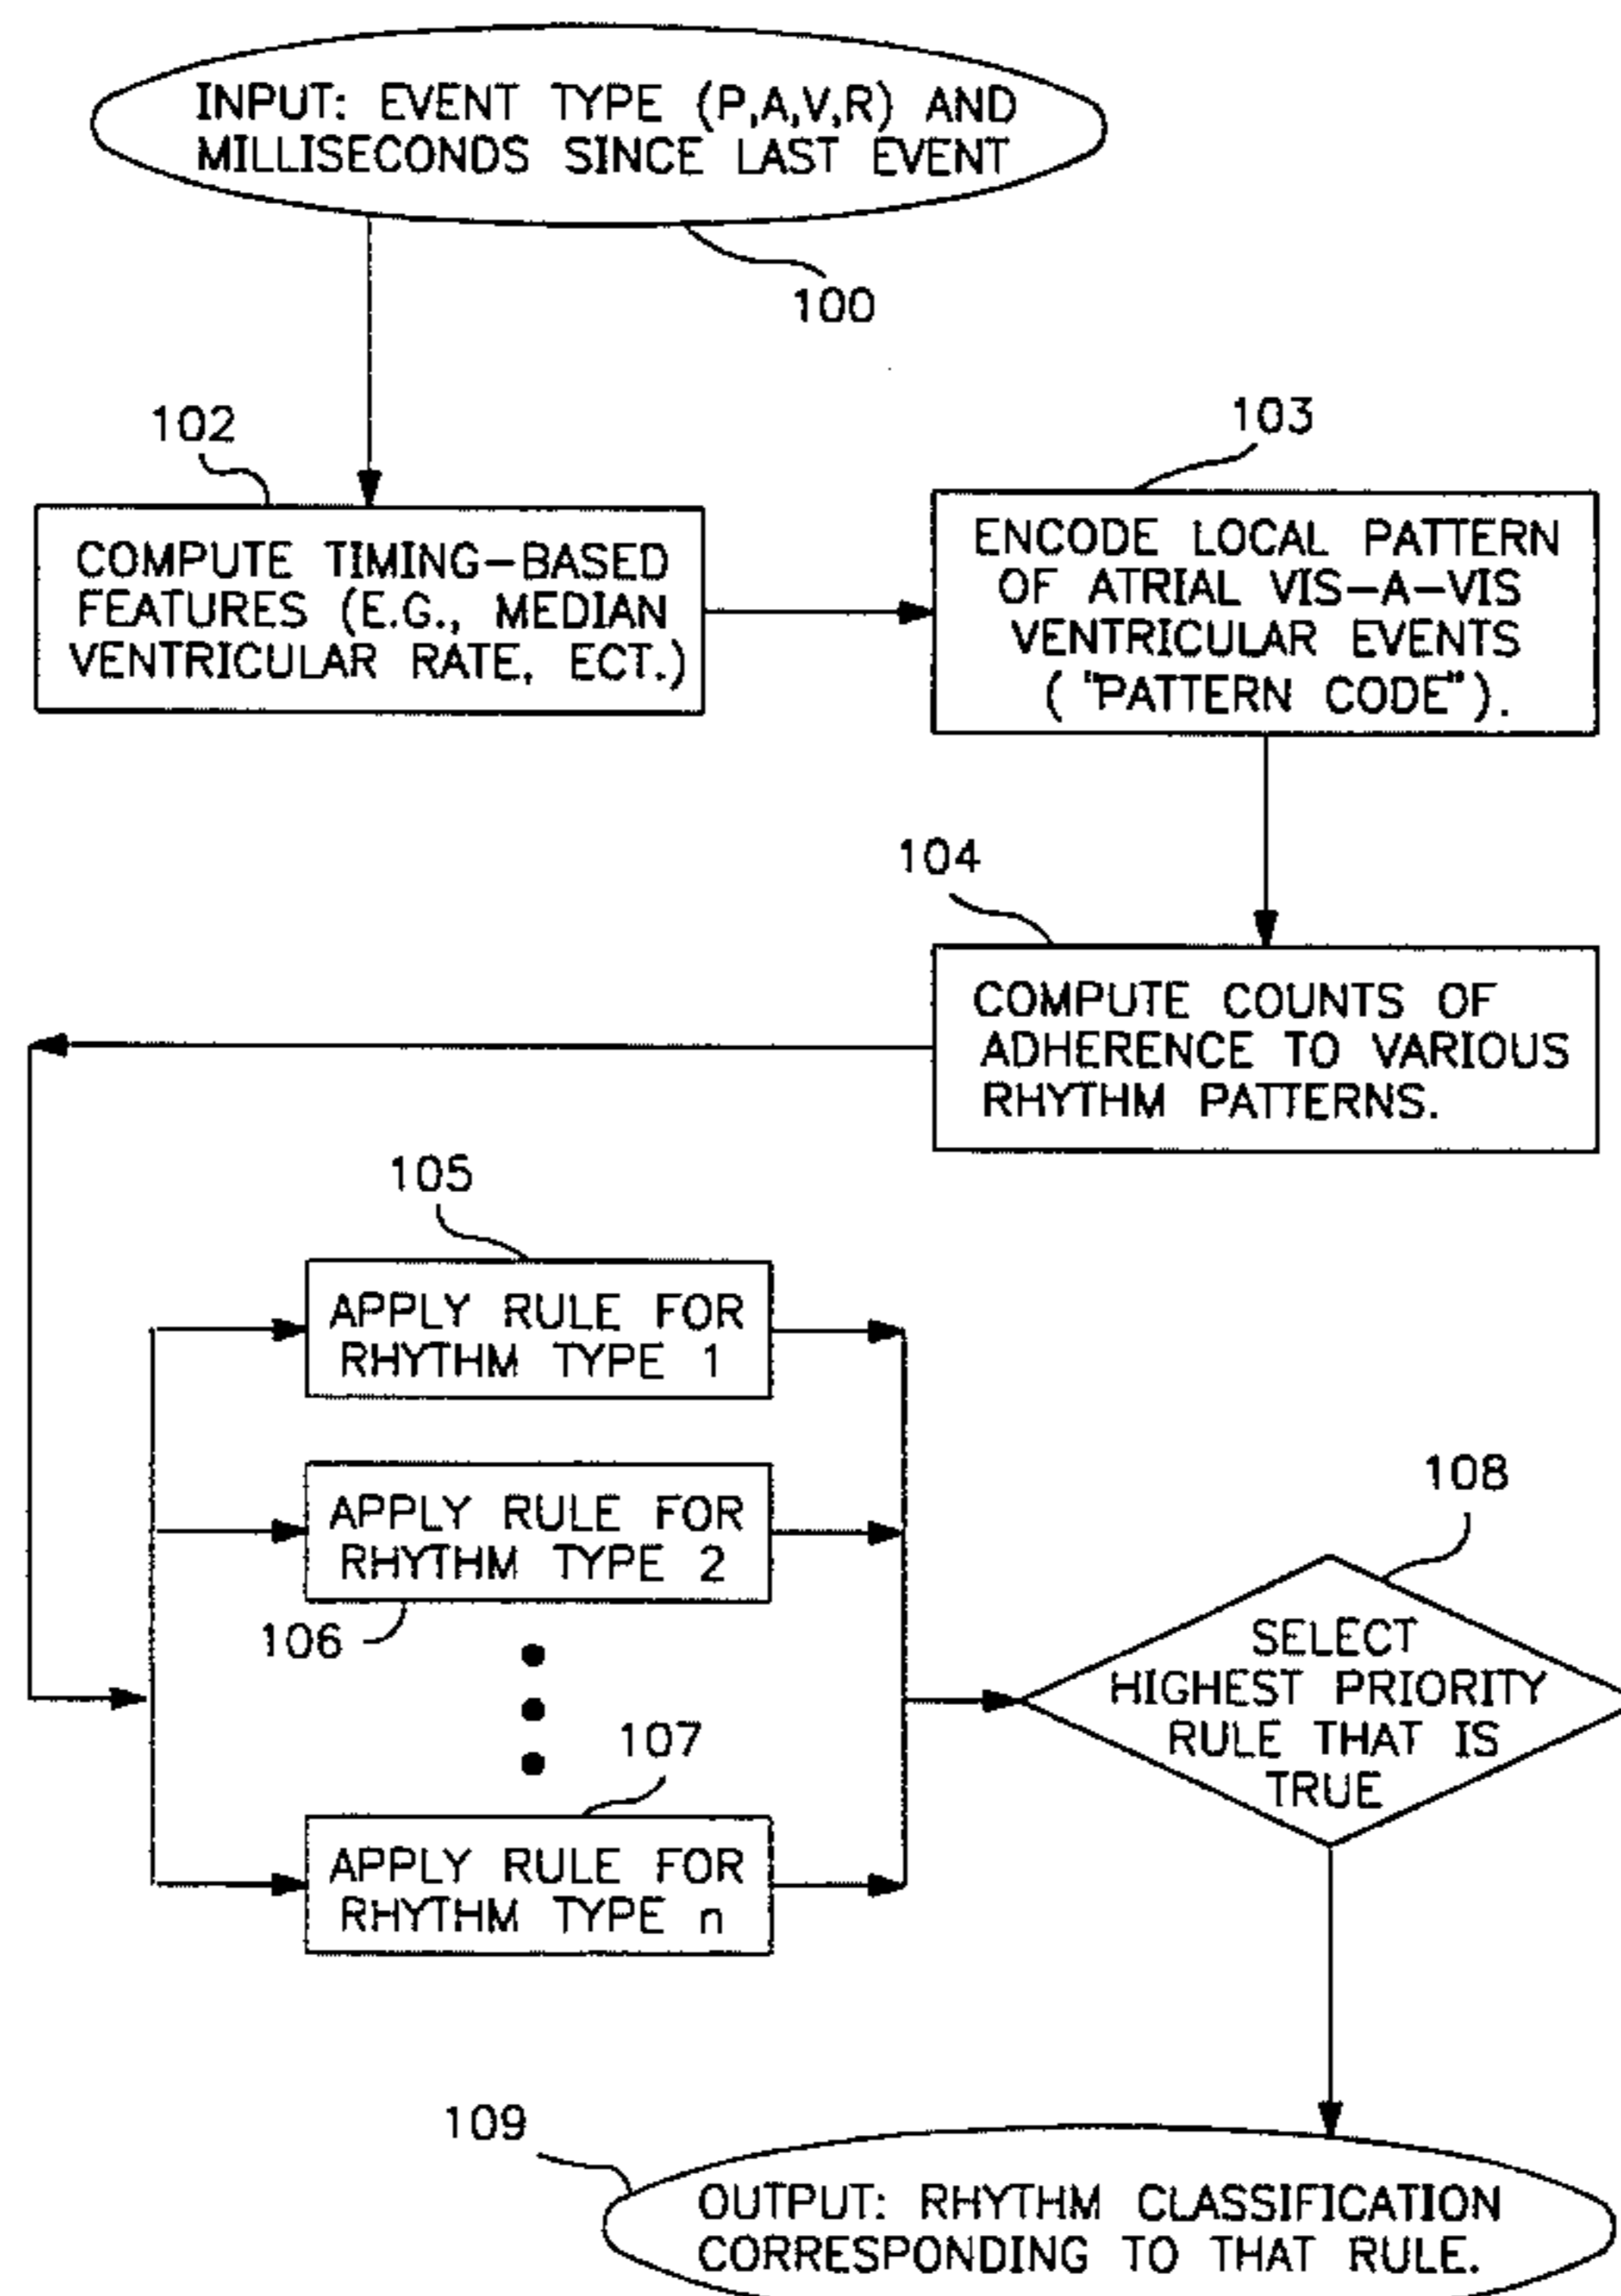 INPUT: EVENT TYPE (P,A,V,R) AND
MILLISECONDS SINCE LAST EVENT
100
102
COMPUTE TIMING-BASED
FEATURES (E.G., MEDIAN
VENTRICULAR RATE, ECT.)
103
ENCODE LOCAL PATTERN
OF ATRIAL VIS-A-VIS
VENTRICULAR EVENTS
("PATTERN CODE").
104
COMPUTE COUNTS OF
ADHERENCE TO VARIOUS
RHYTHM PATTERNS.
105
APPLY RULE FOR
RHYTHM TYPE 1
APPLY RULE FOR
RHYTHM TYPE 2
106
107
APPLY RULE FOR
RHYTHM TYPE n
108
SELECT
HIGHEST PRIORITY
RULE THAT IS
TRUE
109
OUTPUT: RHYTHM CLASSIFICATION
CORRESPONDING TO THAT RULE.